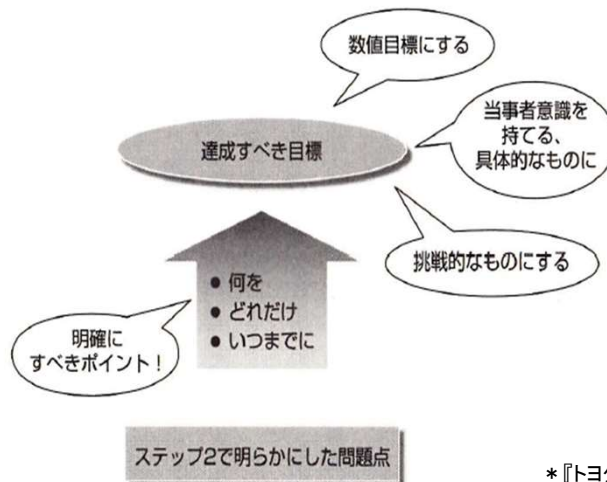 数値目標にする
達成すべき目標
当事者意識を
持てる、
具体的なものに
挑戦的なものにする
● 何を
● どれだけ
● いつまでに
明確に
すべきポイント！
ステップ2で明らかにした問題点
＊『トヨ